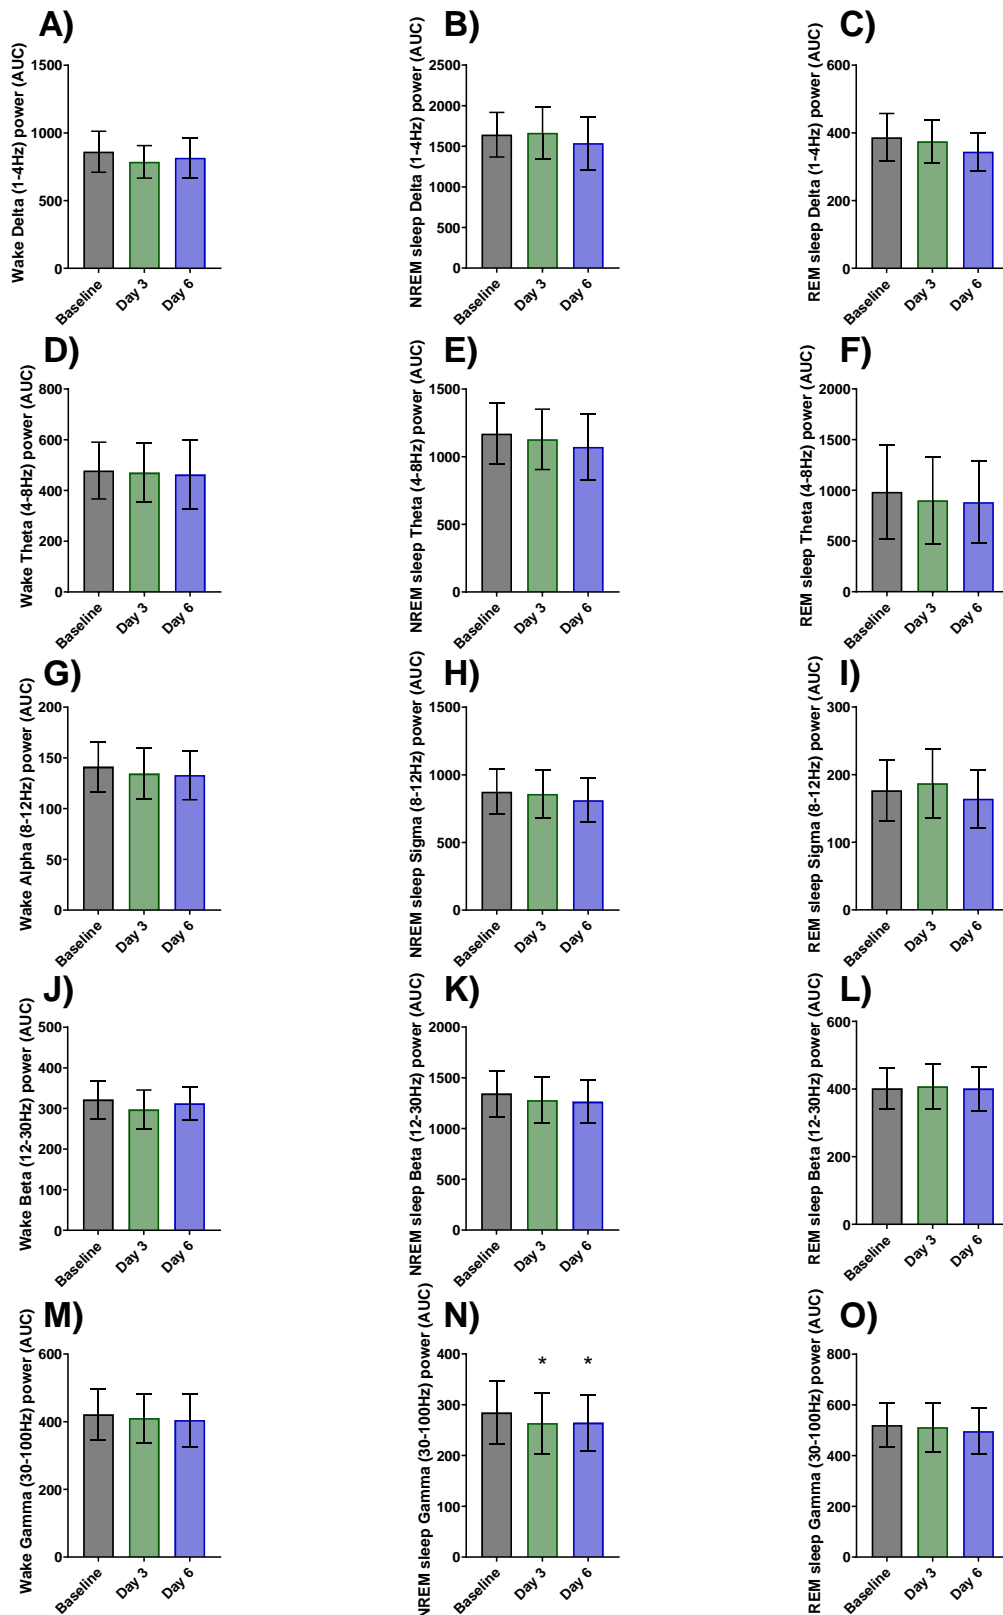 A)
Wake Delta (1-4Hz) power (AUC)
1500
1000
500
0
Baseline
Day 3
Day 6
B)
NREM sleep Delta (1-4Hz) power (AUC)
2500
2000
1500
1000
500
0
Baseline
Day 3
Day 6
C)
REM sleep Delta (1-4Hz) power (AUC)
600
400
200
0
Baseline
Day 3
Day 6
D)
Wake Theta (4-8Hz) power (AUC)
800
600
400
200
0
Baseline
Day 3
Day 6
E)
NREM sleep Theta (4-8Hz) power (AUC)
1500
1000
500
0
Baseline
Day 3
Day 6
F)
REM sleep Theta (4-8Hz) power (AUC)
2000
1500
1000
500
0
Baseline
Day 3
Day 6
G)
Wake Alpha (8-12Hz) power (AUC)
200
150
100
50
0
Baseline
Day 3
Day 6
H)
NREM sleep Sigma (8-12Hz) power (AUC)
1500
1000
500
0
Baseline
Day 3
Day 6
I)
REM sleep Sigma (8-12Hz) power (AUC)
300
200
100
0
Baseline
Day 3
Day 6
J)
Wake Beta (12-30Hz) power (AUC)
500
400
300
200
100
0
Baseline
Day 3
Day 6
K)
NREM sleep Beta (12-30Hz) power (AUC)
2000
1500
1000
500
0
Baseline
Day 3
Day 6
L)
REM sleep Beta (12-30Hz) power (AUC)
600
400
200
0
Baseline
Day 3
Day 6
M)
Wake Gamma (30-100Hz) power (AUC)
600
400
200
0
Baseline
Day 3
Day 6
N)
NREM sleep Gamma (30-100Hz) power (AUC)
400
300
200
100
0
* *
Baseline
Day 3
Day 6
O)
REM sleep Gamma (30-100Hz) power (AUC)
800
600
400
200
0
Baseline
Day 3
Day 6